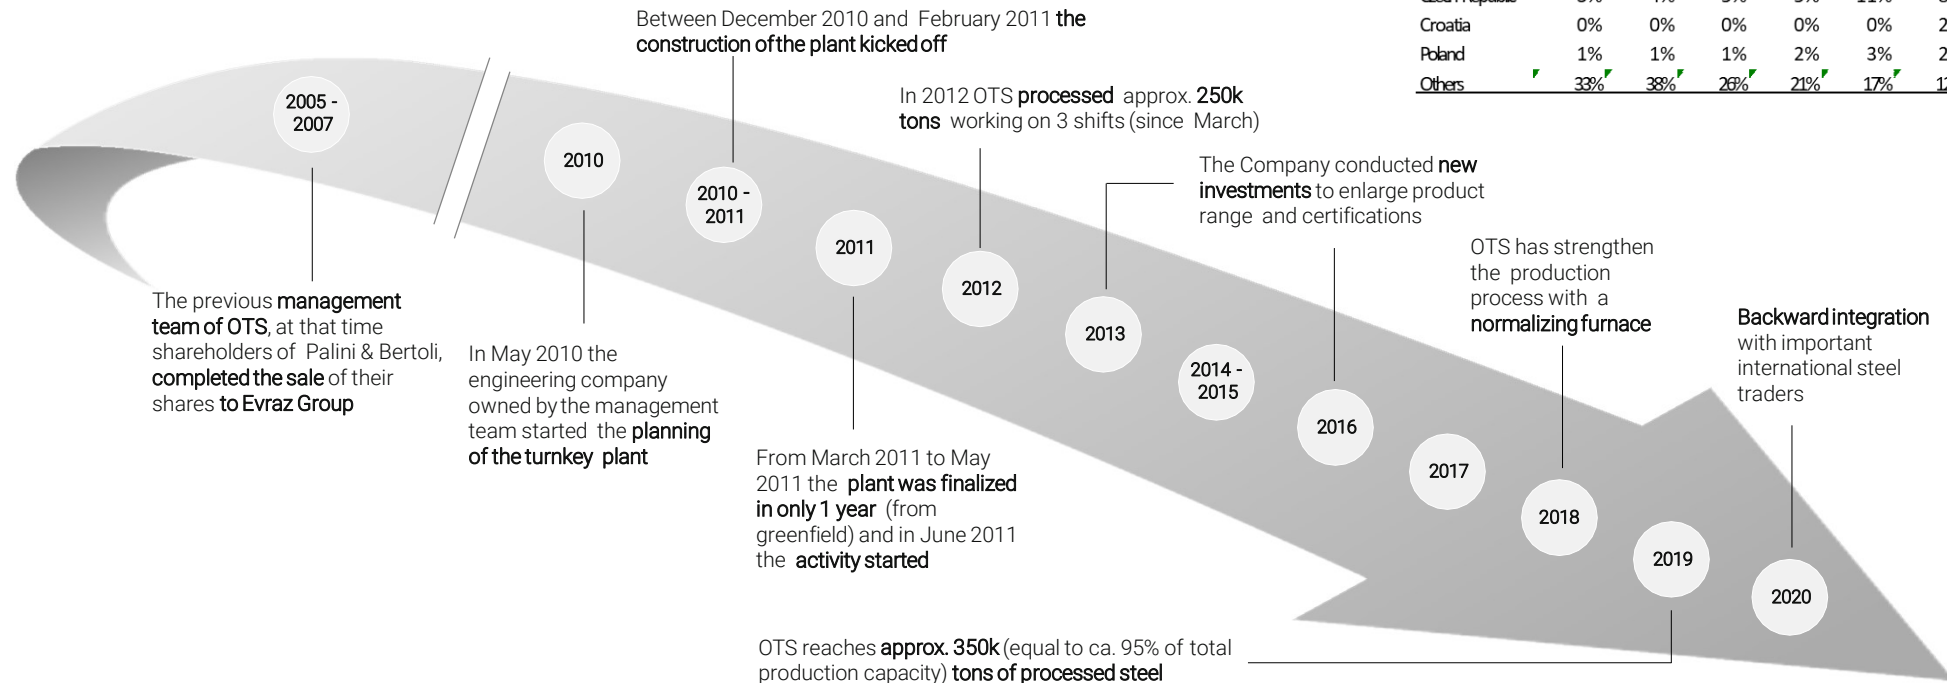 Between December 2010 and February 2011 the
construction of the plant kicked off
Croatia 0% 0% 0% 0% 0% 2
Poland 1% 1% 1% 2% 3% 2
Others 33% 38% 26% 21% 17% 12
In 2012 OTS processed approx. 250k
tons working on 3 shifts (since March)
The Company conducted new
investments to enlarge product
range and certifications
OTS has strengthen
the production
process with a
normalizing furnace
Backward integration
with important
international steel
traders
2005 -
2007
2010
2010 -
2011
2011
2012
2013
2014 -
2015
2016
2017
2018
2019
2020
The previous management
team of OTS, at that time
shareholders of Palini & Bertoli,
completed the sale of their
shares to Evraz Group
In May 2010 the
engineering company
owned by the management
team started the planning
of the turnkey plant
From March 2011 to May
2011 the plant was finalized
in only 1 year (from
greenfield) and in June 2011
the activity started
OTS reaches approx. 350k (equal to ca. 95% of total
production capacity) tons of processed steel